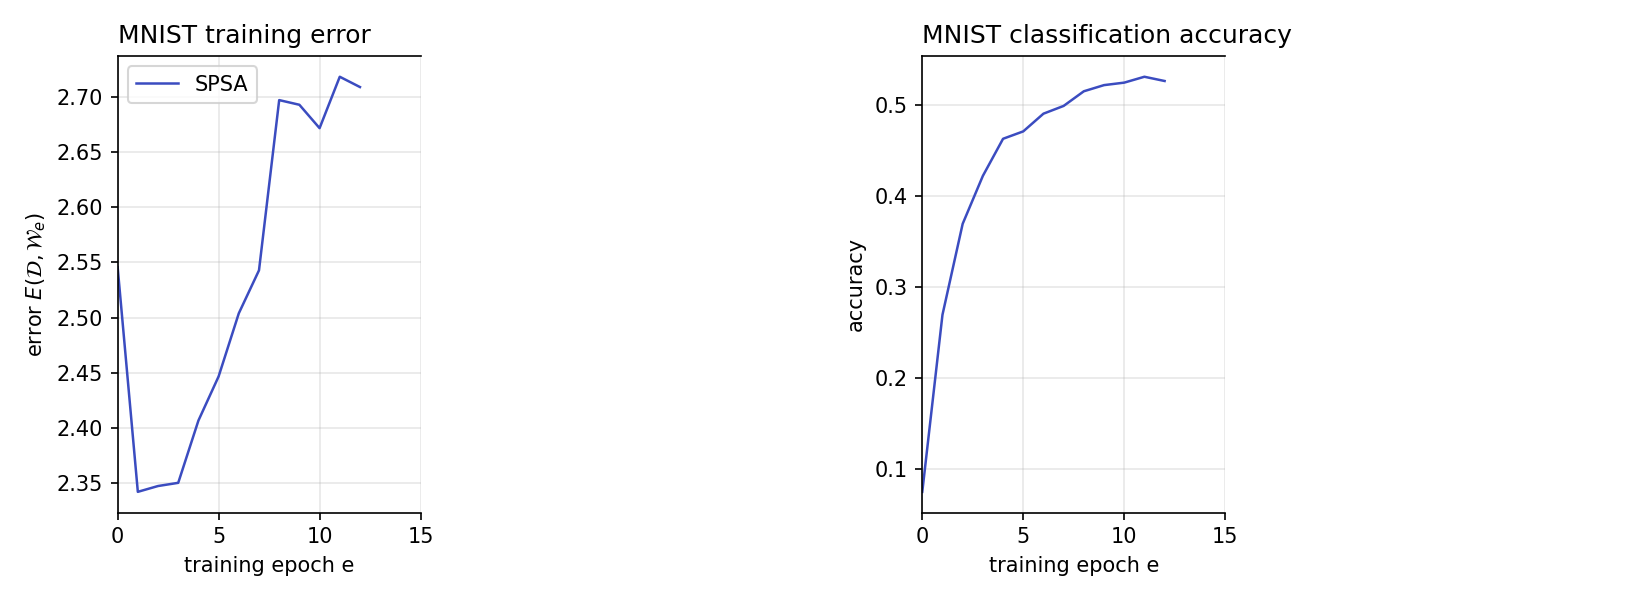 MNIST training error
SPSA
2.70
2.65
2.60
2.55
2.50
2.45
2.40
2.35
error E(𝒟, 𝒲e)
0 5 10 15
training epoch e
MNIST classification accuracy
0.5
0.4
0.3
0.2
0.1
accuracy
0 5 10 15
training epoch e